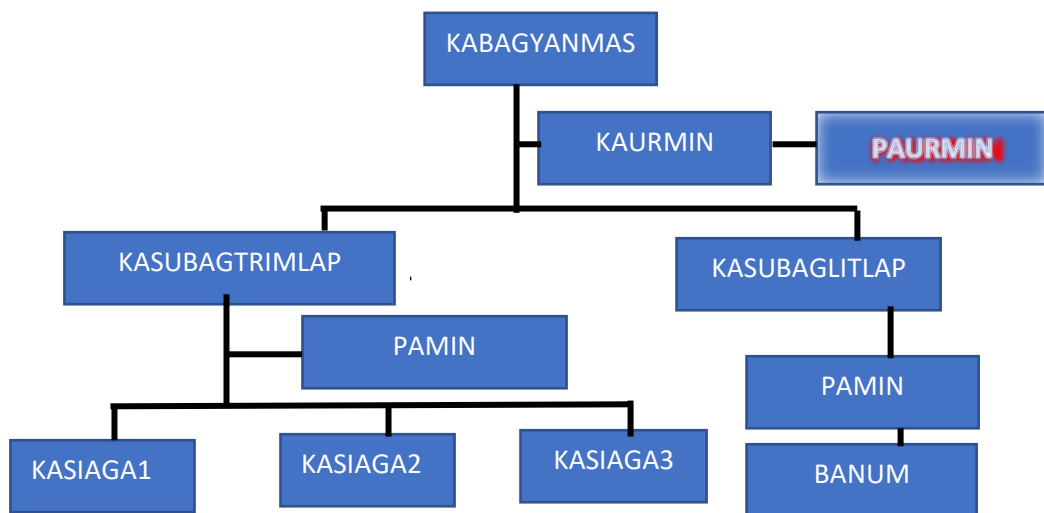 KABAGYANMAS
KAURMIN
PAURMIN
KASUBAGTRIMLAP
KASUBAGLITLAP
PAMIN
PAMIN
KASIAGA1
KASIAGA2
KASIAGA3
BANUM